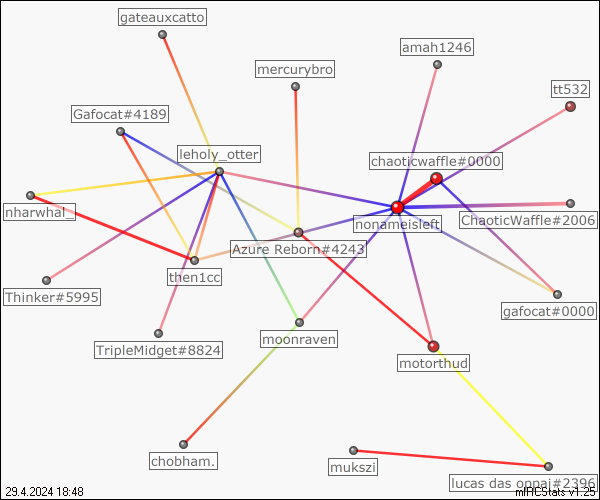 gateauxcatto
amah1246
mercurybro
tt532
Gafocat#4189
leholy_otter
chaoticwaffle#0000
nharwhal_
nonameisleft
ChaoticWaffle#2006
Azure Reborn#4243
then1cc
Thinker#5995
gafocat#0000
moonraven
TripleMidget#8824
motorthud
chobham.
mukszi
lucas das oppai#2396
29.4.2024 18:48
mIRCStats v1.25